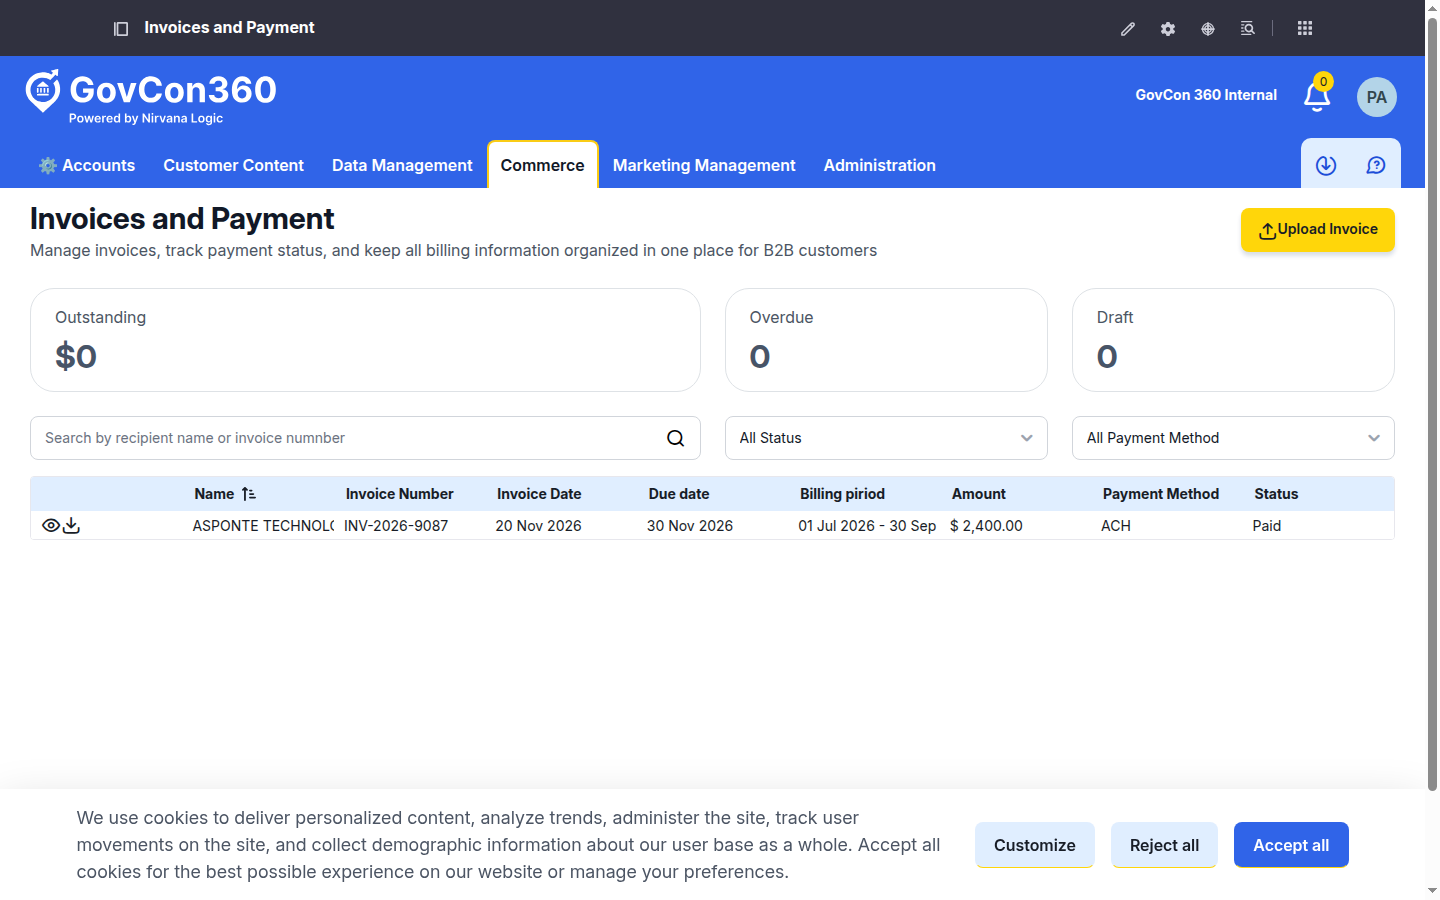 Invoices and Payment
GovCon360
Powered by Nirvana Logic
GovCon 360 Internal
0
PA
Accounts
Customer Content
Data Management
Commerce
Marketing Management
Administration
Invoices and Payment
Manage invoices, track payment status, and keep all billing information organized in one place for B2B customers
Upload Invoice
Outstanding
$0
Overdue
0
Draft
0
Search by recipient name or invoice numnber
All Status
All Payment Method
Name Invoice Number Invoice Date Due date Billing piriod Amount Payment Method Status
ASPONTE TECHNOLO INV-2026-9087 20 Nov 2026 30 Nov 2026 01 Jul 2026 - 30 Sep $ 2,400.00 ACH Paid
We use cookies to deliver personalized content, analyze trends, administer the site, track user
movements on the site, and collect demographic information about our user base as a whole. Accept all
cookies for the best possible experience on our website or manage your preferences.
Customize
Reject all
Accept all